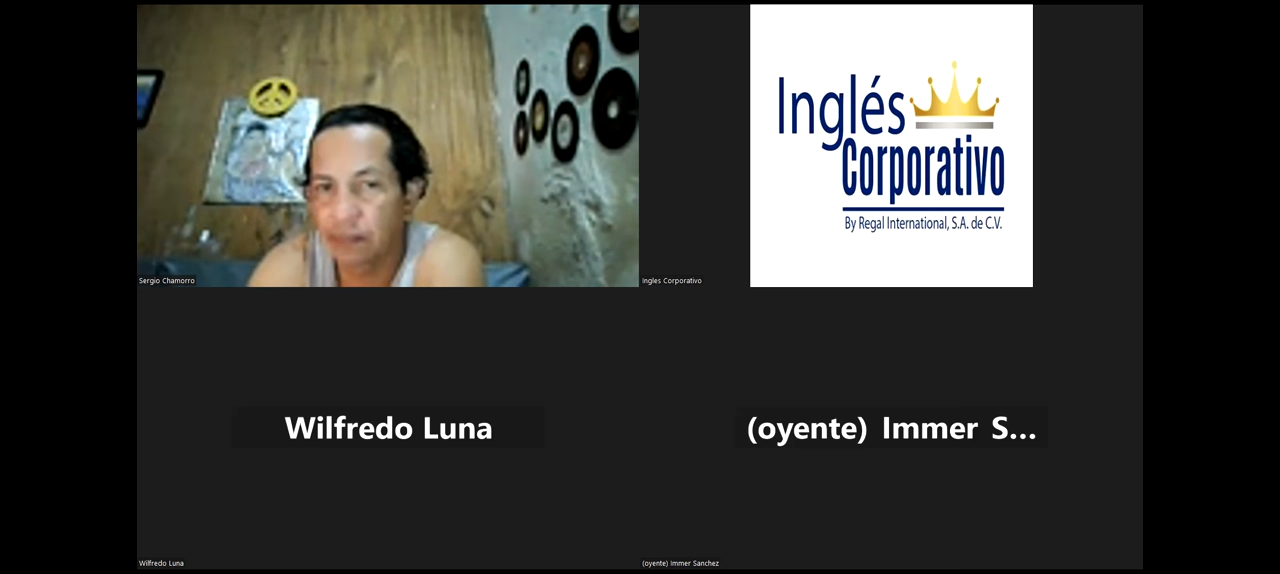 Inglés
Corporativo
By Regal International, S.A. de C.V.
Sergio Chamorro
Ingles Corporativo
Wilfredo Luna
(oyente) Immer S...
Wilfredo Luna
(oyente) Immer Sanchez